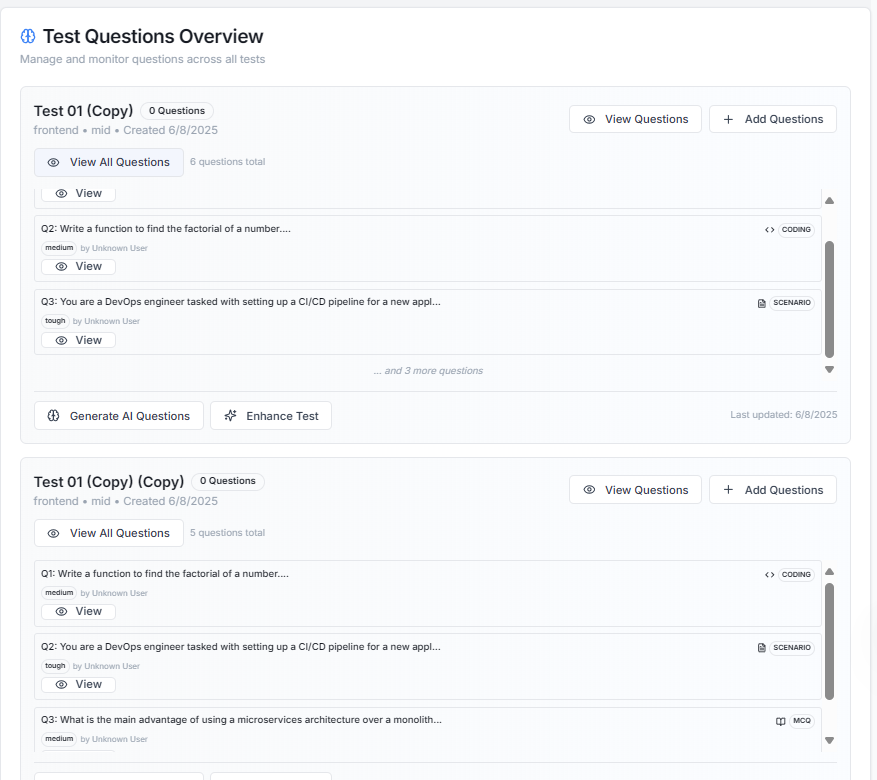 Test Questions Overview
Manage and monitor questions across all tests
Test 01 (Copy) 0 Questions
frontend • mid • Created 6/8/2025
View Questions
Add Questions
View All Questions 6 questions total
View
Q2: Write a function to find the factorial of a number....
CODING
medium by Unknown User
View
Q3: You are a DevOps engineer tasked with setting up a CI/CD pipeline for a new appl...
SCENARIO
tough by Unknown User
View
... and 3 more questions
Generate AI Questions
Enhance Test
Last updated: 6/8/2025
Test 01 (Copy) (Copy) 0 Questions
frontend • mid • Created 6/8/2025
View Questions
Add Questions
View All Questions 5 questions total
Q1: Write a function to find the factorial of a number....
CODING
medium by Unknown User
View
Q2: You are a DevOps engineer tasked with setting up a CI/CD pipeline for a new appl...
SCENARIO
tough by Unknown User
View
Q3: What is the main advantage of using a microservices architecture over a monolith...
MCQ
medium by Unknown User